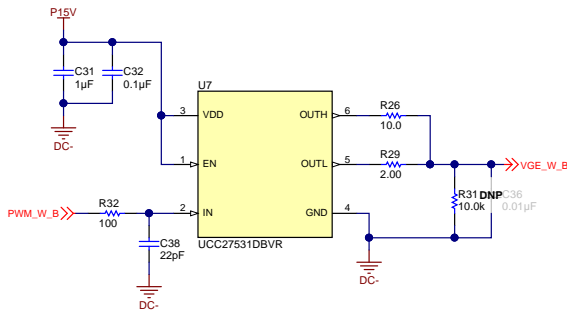 P15V
C31
1µF
C32
0.1µF
DC-
U7
3
VDD
1
EN
2
IN
OUTH
6
OUTL
5
GND
4
UCC27531DBVR
R26
10.0
R29
2.00
VGE_W_B
R31
10.0k
DNP
C36
0.01µF
PWM_W_B
R32
100
C38
22pF
DC-
DC-